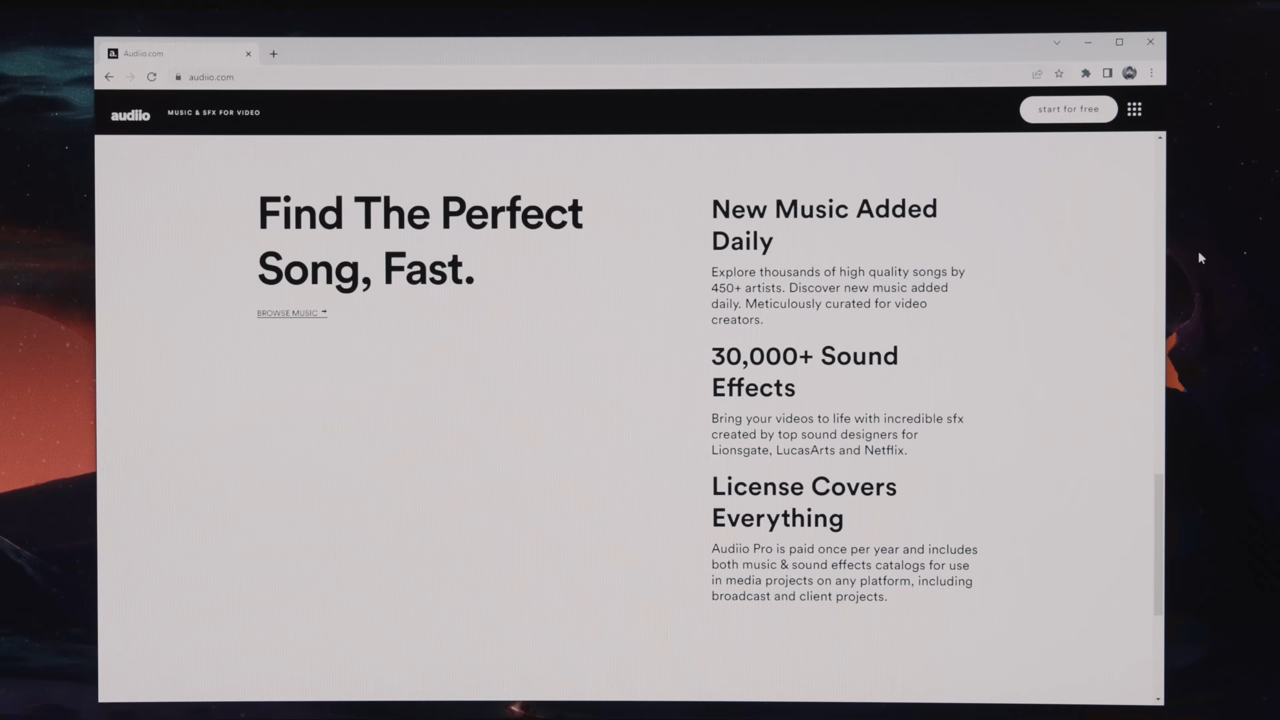 Audiio.com
audiio.com
audiio
MUSIC & SFX FOR VIDEO
start for free
Find The Perfect
Song, Fast.
BROWSE MUSIC
New Music Added
Daily
Explore thousands of high quality songs by
450+ artists. Discover new music added
daily. Meticulously curated for video
creators.
30,000+ Sound
Effects
Bring your videos to life with incredible sfx
created by top sound designers for
Lionsgate, LucasArts and Netflix.
License Covers
Everything
Audiio Pro is paid once per year and includes
both music & sound effects catalogs for use
in media projects on any platform, including
broadcast and client projects.